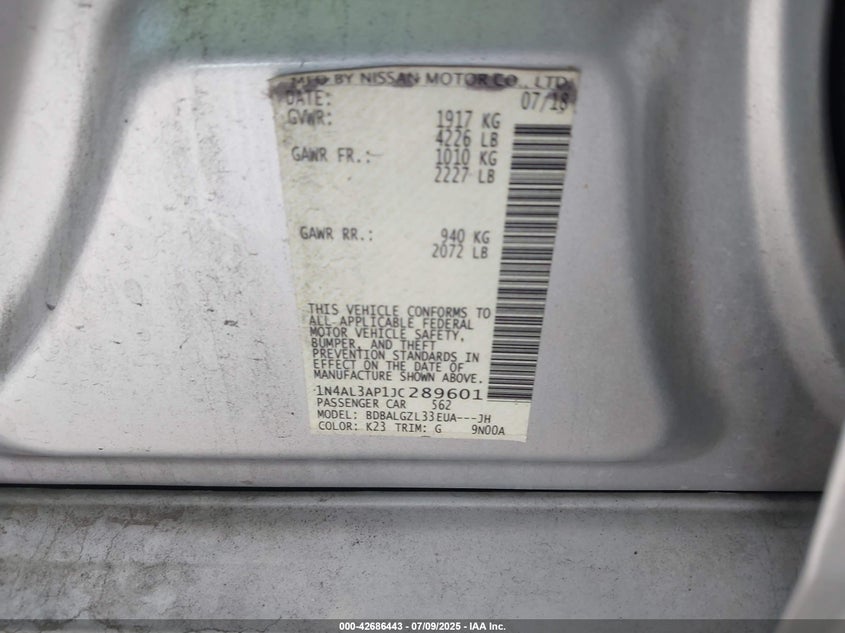 MFD BY NISSAN MOTOR CO., LTD.
DATE: 07/18
GVWR: 1917 KG
4226 LB
GAWR FR.: 1010 KG
2227 LB
GAWR RR.: 940 KG
2072 LB
THIS VEHICLE CONFORMS TO
ALL APPLICABLE FEDERAL
MOTOR VEHICLE SAFETY,
BUMPER, AND THEFT
PREVENTION STANDARDS IN
EFFECT ON THE DATE OF
MANUFACTURE SHOWN ABOVE.
1N4AL3AP1JC289601
PASSENGER CAR 562
MODEL: BDBALGZL33EUA---JH
COLOR: K23 TRIM: G 9N00A
000-42686443 - 07/09/2025 - IAA Inc.